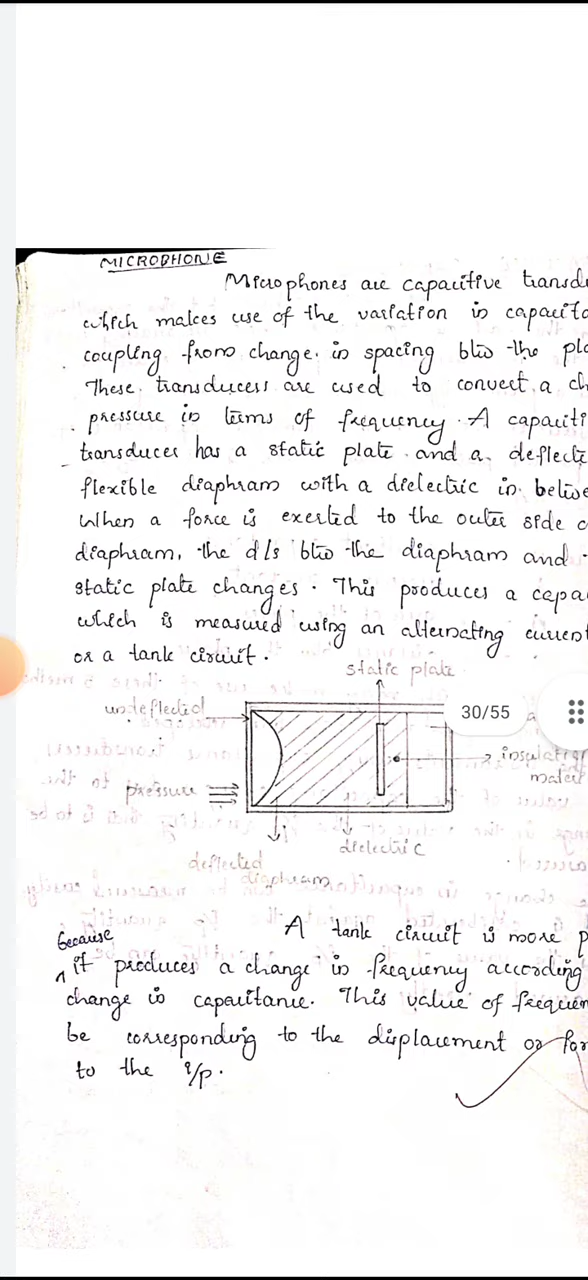 MICROPHONE
Microphones are capacitive transdu
which makes use of the variation in capacita
coupling from change. in spacing b/w the pla
These transducers are used to convert a ch
pressure in terms of frequency. A capaciti
transducer has a static plate and a deflecte
flexible diaphram with a dielectric in betwe
When a force is exerted to the outer side o
diaphram, the d/s b/w the diaphram and
static plate changes. This produces a capa
which is measured using an alternating current
or a tank circuit.
static plate
undeflected
30/55
insulating
materi
pressure
dielectric
deflected
diaphram
A tank circuit is more p
because
it produces a change in frequency according
change in capacitance. This value of frequen
be corresponding to the displacement or for
to the i/p.